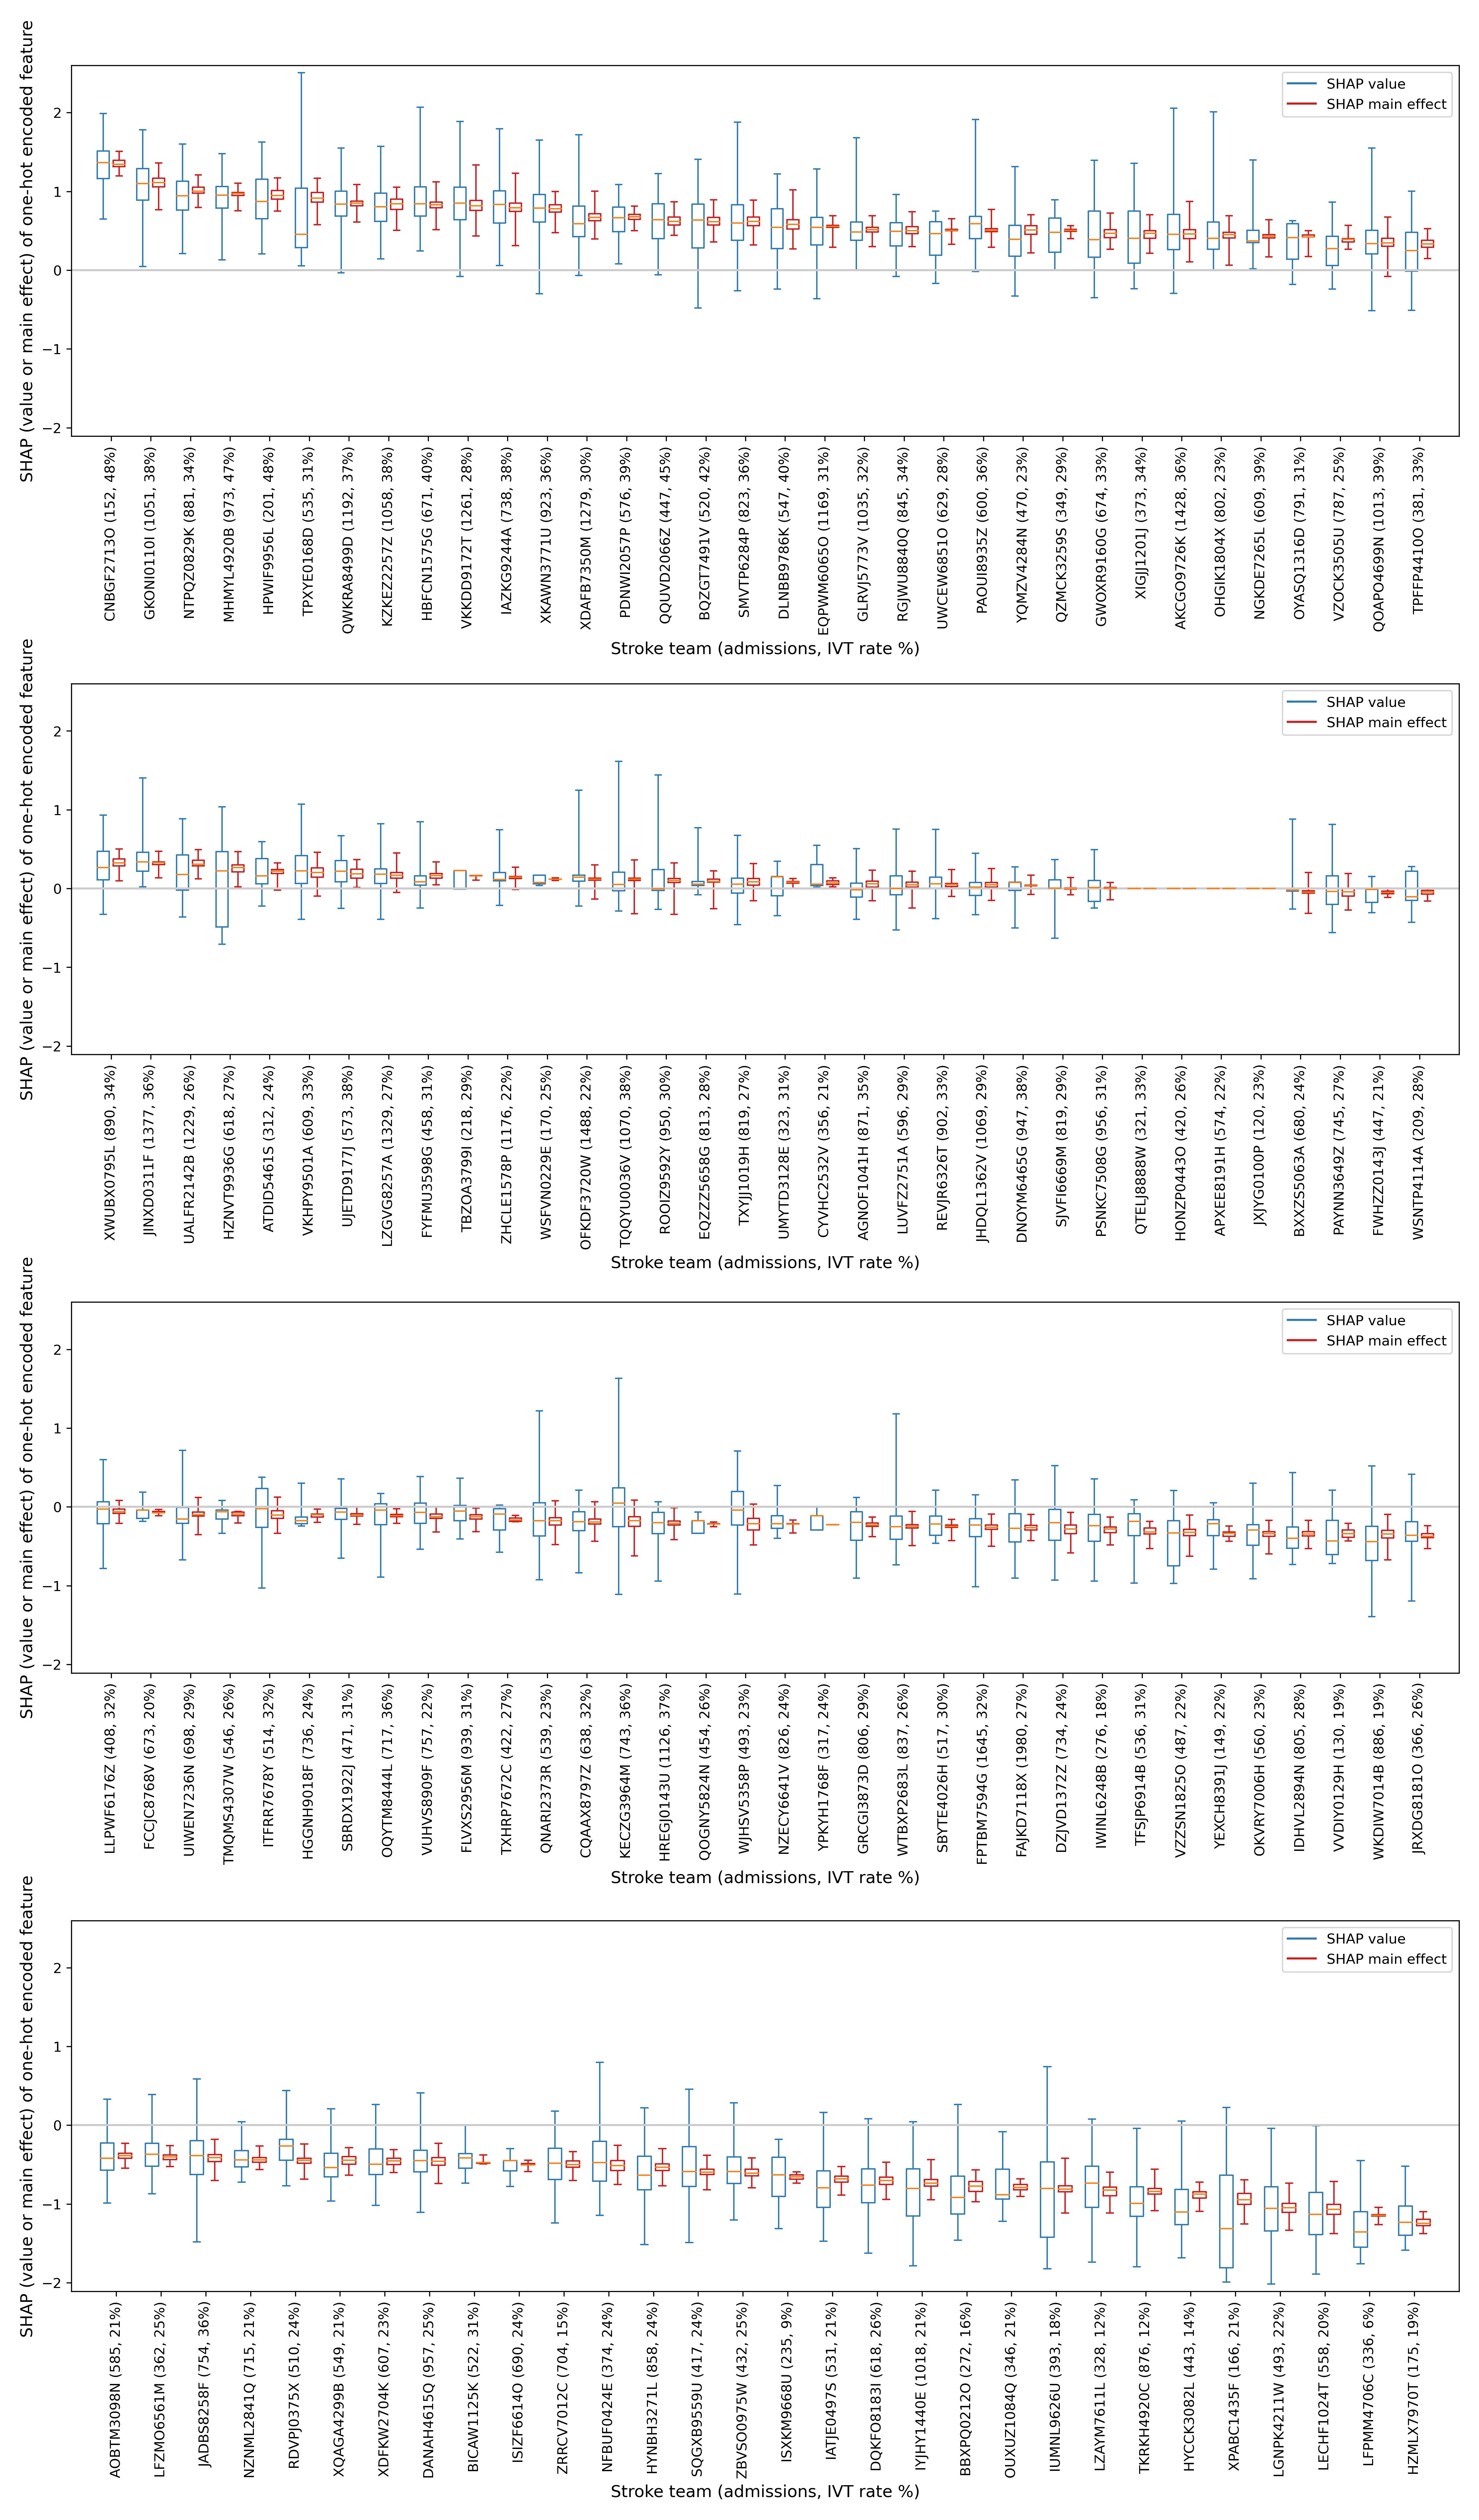 SHAP (value or main effect) of one-hot encoded feature
2
1
0
−1
−2
SHAP value
SHAP main effect
CNBGF2713O (152, 48%)
GKONI0110I (1051, 38%)
NTPQZ0829K (881, 34%)
MHMYL4920B (973, 47%)
HPWIF9956L (201, 48%)
TPXYE0168D (535, 31%)
QWKRA8499D (1192, 37%)
KZKEZ2257Z (1058, 38%)
HBFCN1575G (671, 40%)
VKKDD9172T (1261, 28%)
IAZKG9244A (738, 38%)
XKAWN3771U (923, 36%)
XDAFB7350M (1279, 30%)
PDNWI2057P (576, 39%)
QQUVD2066Z (447, 45%)
BQZGT7491V (520, 42%)
SMVTP6284P (823, 36%)
DLNBB9786K (547, 40%)
EQPWM6065O (1169, 31%)
GLRVJ5773V (1035, 32%)
RGJWU8840Q (845, 34%)
UWCEW6851O (629, 28%)
PAOUI8935Z (600, 36%)
YQMZV4284N (470, 23%)
QZMCK3259S (349, 29%)
GWOXR9160G (674, 33%)
XIGJJ1201J (373, 34%)
AKCGO9726K (1428, 36%)
OHGIK1804X (802, 23%)
NGKDE7265L (609, 39%)
OYASQ1316D (791, 31%)
VZOCK3505U (787, 25%)
QOAPO4699N (1013, 39%)
TPFFP4410O (381, 33%)
Stroke team (admissions, IVT rate %)
SHAP (value or main effect) of one-hot encoded feature
2
1
0
−1
−2
SHAP value
SHAP main effect
XWUBX0795L (890, 34%)
JINXD0311F (1377, 36%)
UALFR2142B (1229, 26%)
HZNVT9936G (618, 27%)
ATDID5461S (312, 24%)
VKHPY9501A (609, 33%)
UJETD9177J (573, 38%)
LZGVG8257A (1329, 27%)
FYFMU3598G (458, 31%)
TBZOA3799I (218, 29%)
ZHCLE1578P (1176, 22%)
WSFVN0229E (170, 25%)
OFKDF3720W (1488, 22%)
TQQYU0036V (1070, 38%)
ROOIZ9592Y (950, 30%)
EQZZZ5658G (813, 28%)
TXYJJ1019H (819, 27%)
UMYTD3128E (323, 31%)
CYVHC2532V (356, 21%)
AGNOF1041H (871, 35%)
LUVFZ2751A (596, 29%)
REVJR6326T (902, 33%)
JHDQL1362V (1069, 29%)
DNOYM6465G (947, 38%)
SJVFI6669M (819, 29%)
PSNKC7508G (956, 31%)
QTELJ8888W (321, 33%)
HONZP0443O (420, 26%)
APXEE8191H (574, 22%)
JXJYG0100P (120, 23%)
BXXZS5063A (680, 24%)
PAYNN3649Z (745, 27%)
FWHZZ0143J (447, 21%)
WSNTP4114A (209, 28%)
Stroke team (admissions, IVT rate %)
SHAP (value or main effect) of one-hot encoded feature
2
1
0
−1
−2
SHAP value
SHAP main effect
LLPWF6176Z (408, 32%)
FCCJC8768V (673, 20%)
UIWEN7236N (698, 29%)
TMQMS4307W (546, 26%)
ITFRR7678Y (514, 32%)
HGGNH9018F (736, 24%)
SBRDX1922J (471, 31%)
OQYTM8444L (717, 36%)
VUHVS8909F (757, 22%)
FLVXS2956M (939, 31%)
TXHRP7672C (422, 27%)
QNARI2373R (539, 23%)
CQAAX8797Z (638, 32%)
KECZG3964M (743, 36%)
HREGJ0143U (1126, 37%)
QOGNY5824N (454, 26%)
WJHSV5358P (493, 23%)
NZECY6641V (826, 24%)
YPKYH1768F (317, 24%)
GRCGI3873D (806, 29%)
WTBXP2683L (837, 26%)
SBYTE4026H (517, 30%)
FPTBM7594G (1645, 32%)
FAJKD7118X (1980, 27%)
DZJVD1372Z (734, 24%)
IWINL6248B (276, 18%)
TFSJP6914B (536, 31%)
VZZSN1825O (487, 22%)
YEXCH8391J (149, 22%)
OKVRY7006H (560, 23%)
IDHVL2894N (805, 28%)
VVDIY0129H (130, 19%)
WKDIW7014B (886, 19%)
JRXDG8181O (366, 26%)
Stroke team (admissions, IVT rate %)
SHAP (value or main effect) of one-hot encoded feature
2
1
0
−1
−2
SHAP value
SHAP main effect
AOBTM3098N (585, 21%)
LFZMO6561M (362, 25%)
JADBS8258F (754, 36%)
NZNML2841Q (715, 21%)
RDVPJ0375X (510, 24%)
XQAGA4299B (549, 21%)
XDFKW2704K (607, 23%)
DANAH4615Q (957, 25%)
BICAW1125K (522, 31%)
ISIZF6614O (690, 24%)
ZRRCV7012C (704, 15%)
NFBUF0424E (374, 24%)
HYNBH3271L (858, 24%)
SQGXB9559U (417, 24%)
ZBVSO0975W (432, 25%)
ISXKM9668U (235, 9%)
IATJE0497S (531, 21%)
DQKFO8183I (618, 26%)
IYJHY1440E (1018, 21%)
BBXPQ0212O (272, 16%)
OUXUZ1084Q (346, 21%)
IUMNL9626U (393, 18%)
LZAYM7611L (328, 12%)
TKRKH4920C (876, 12%)
HYCCK3082L (443, 14%)
XPABC1435F (166, 21%)
LGNPK4211W (493, 22%)
LECHF1024T (558, 20%)
LFPMM4706C (336, 6%)
HZMLX7970T (175, 19%)
Stroke team (admissions, IVT rate %)